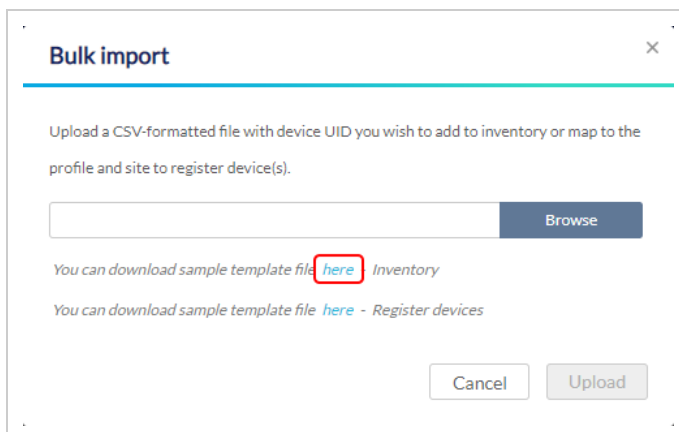 Bulk import
Upload a CSV-formatted file with device UID you wish to add to inventory or map to the
profile and site to register device(s).
Browse
You can download sample template file here - Inventory
You can download sample template file here - Register devices
Cancel
Upload